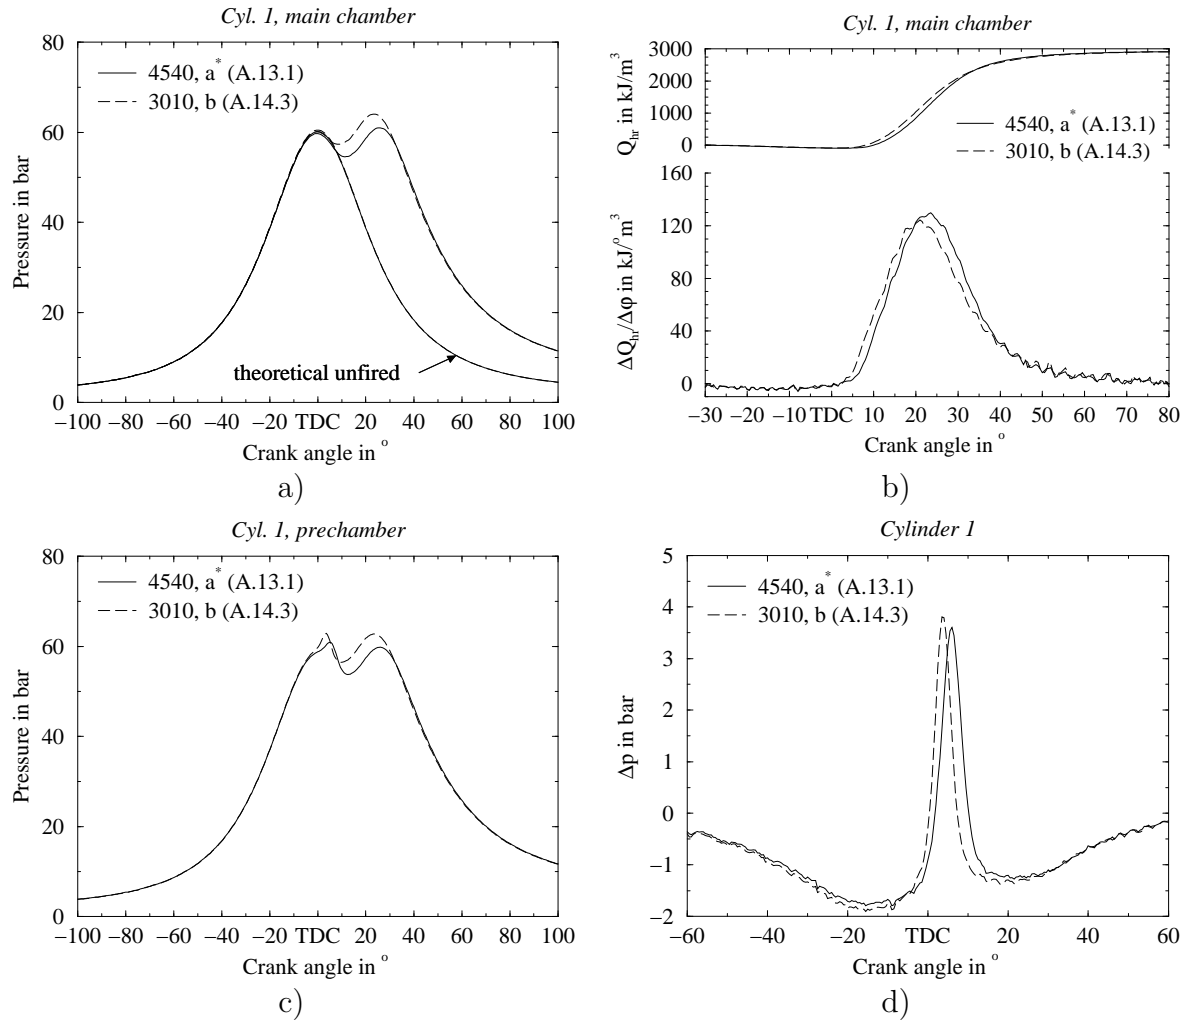 Cyl. 1, main chamber
80
60
40
20
0
Pressure in bar
4540, a* (A.13.1)
3010, b (A.14.3)
theoretical unfired
−100 −80 −60 −40 −20 TDC 20 40 60 80 100
Crank angle in °
a)
Cyl. 1, main chamber
3000
2000
1000
0
Q_hr in kJ/m³
4540, a* (A.13.1)
3010, b (A.14.3)
160
120
80
40
0
ΔQ_hr/Δφ in kJ/°m³
−30 −20 −10 TDC 10 20 30 40 50 60 70 80
Crank angle in °
b)
Cyl. 1, prechamber
80
60
40
20
0
Pressure in bar
4540, a* (A.13.1)
3010, b (A.14.3)
−100 −80 −60 −40 −20 TDC 20 40 60 80 100
Crank angle in °
c)
Cylinder 1
5
4
3
2
1
0
−1
−2
Δp in bar
4540, a* (A.13.1)
3010, b (A.14.3)
−60 −40 −20 TDC 20 40 60
Crank angle in °
d)